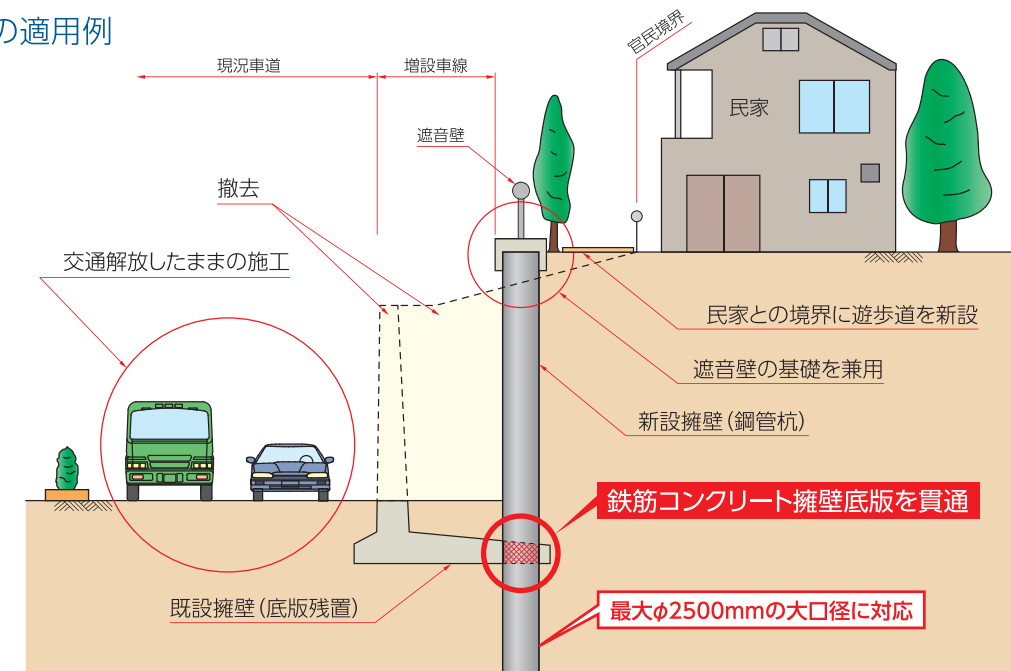 の適用例
官民境界
現況車道
増設車線
民家
遮音壁
撤去
交通解放したままの施工
民家との境界に遊歩道を新設
遮音壁の基礎を兼用
新設擁壁（鋼管杭）
鉄筋コンクリート擁壁底版を貫通
既設擁壁（底版残置）
最大φ2500mmの大口径に対応